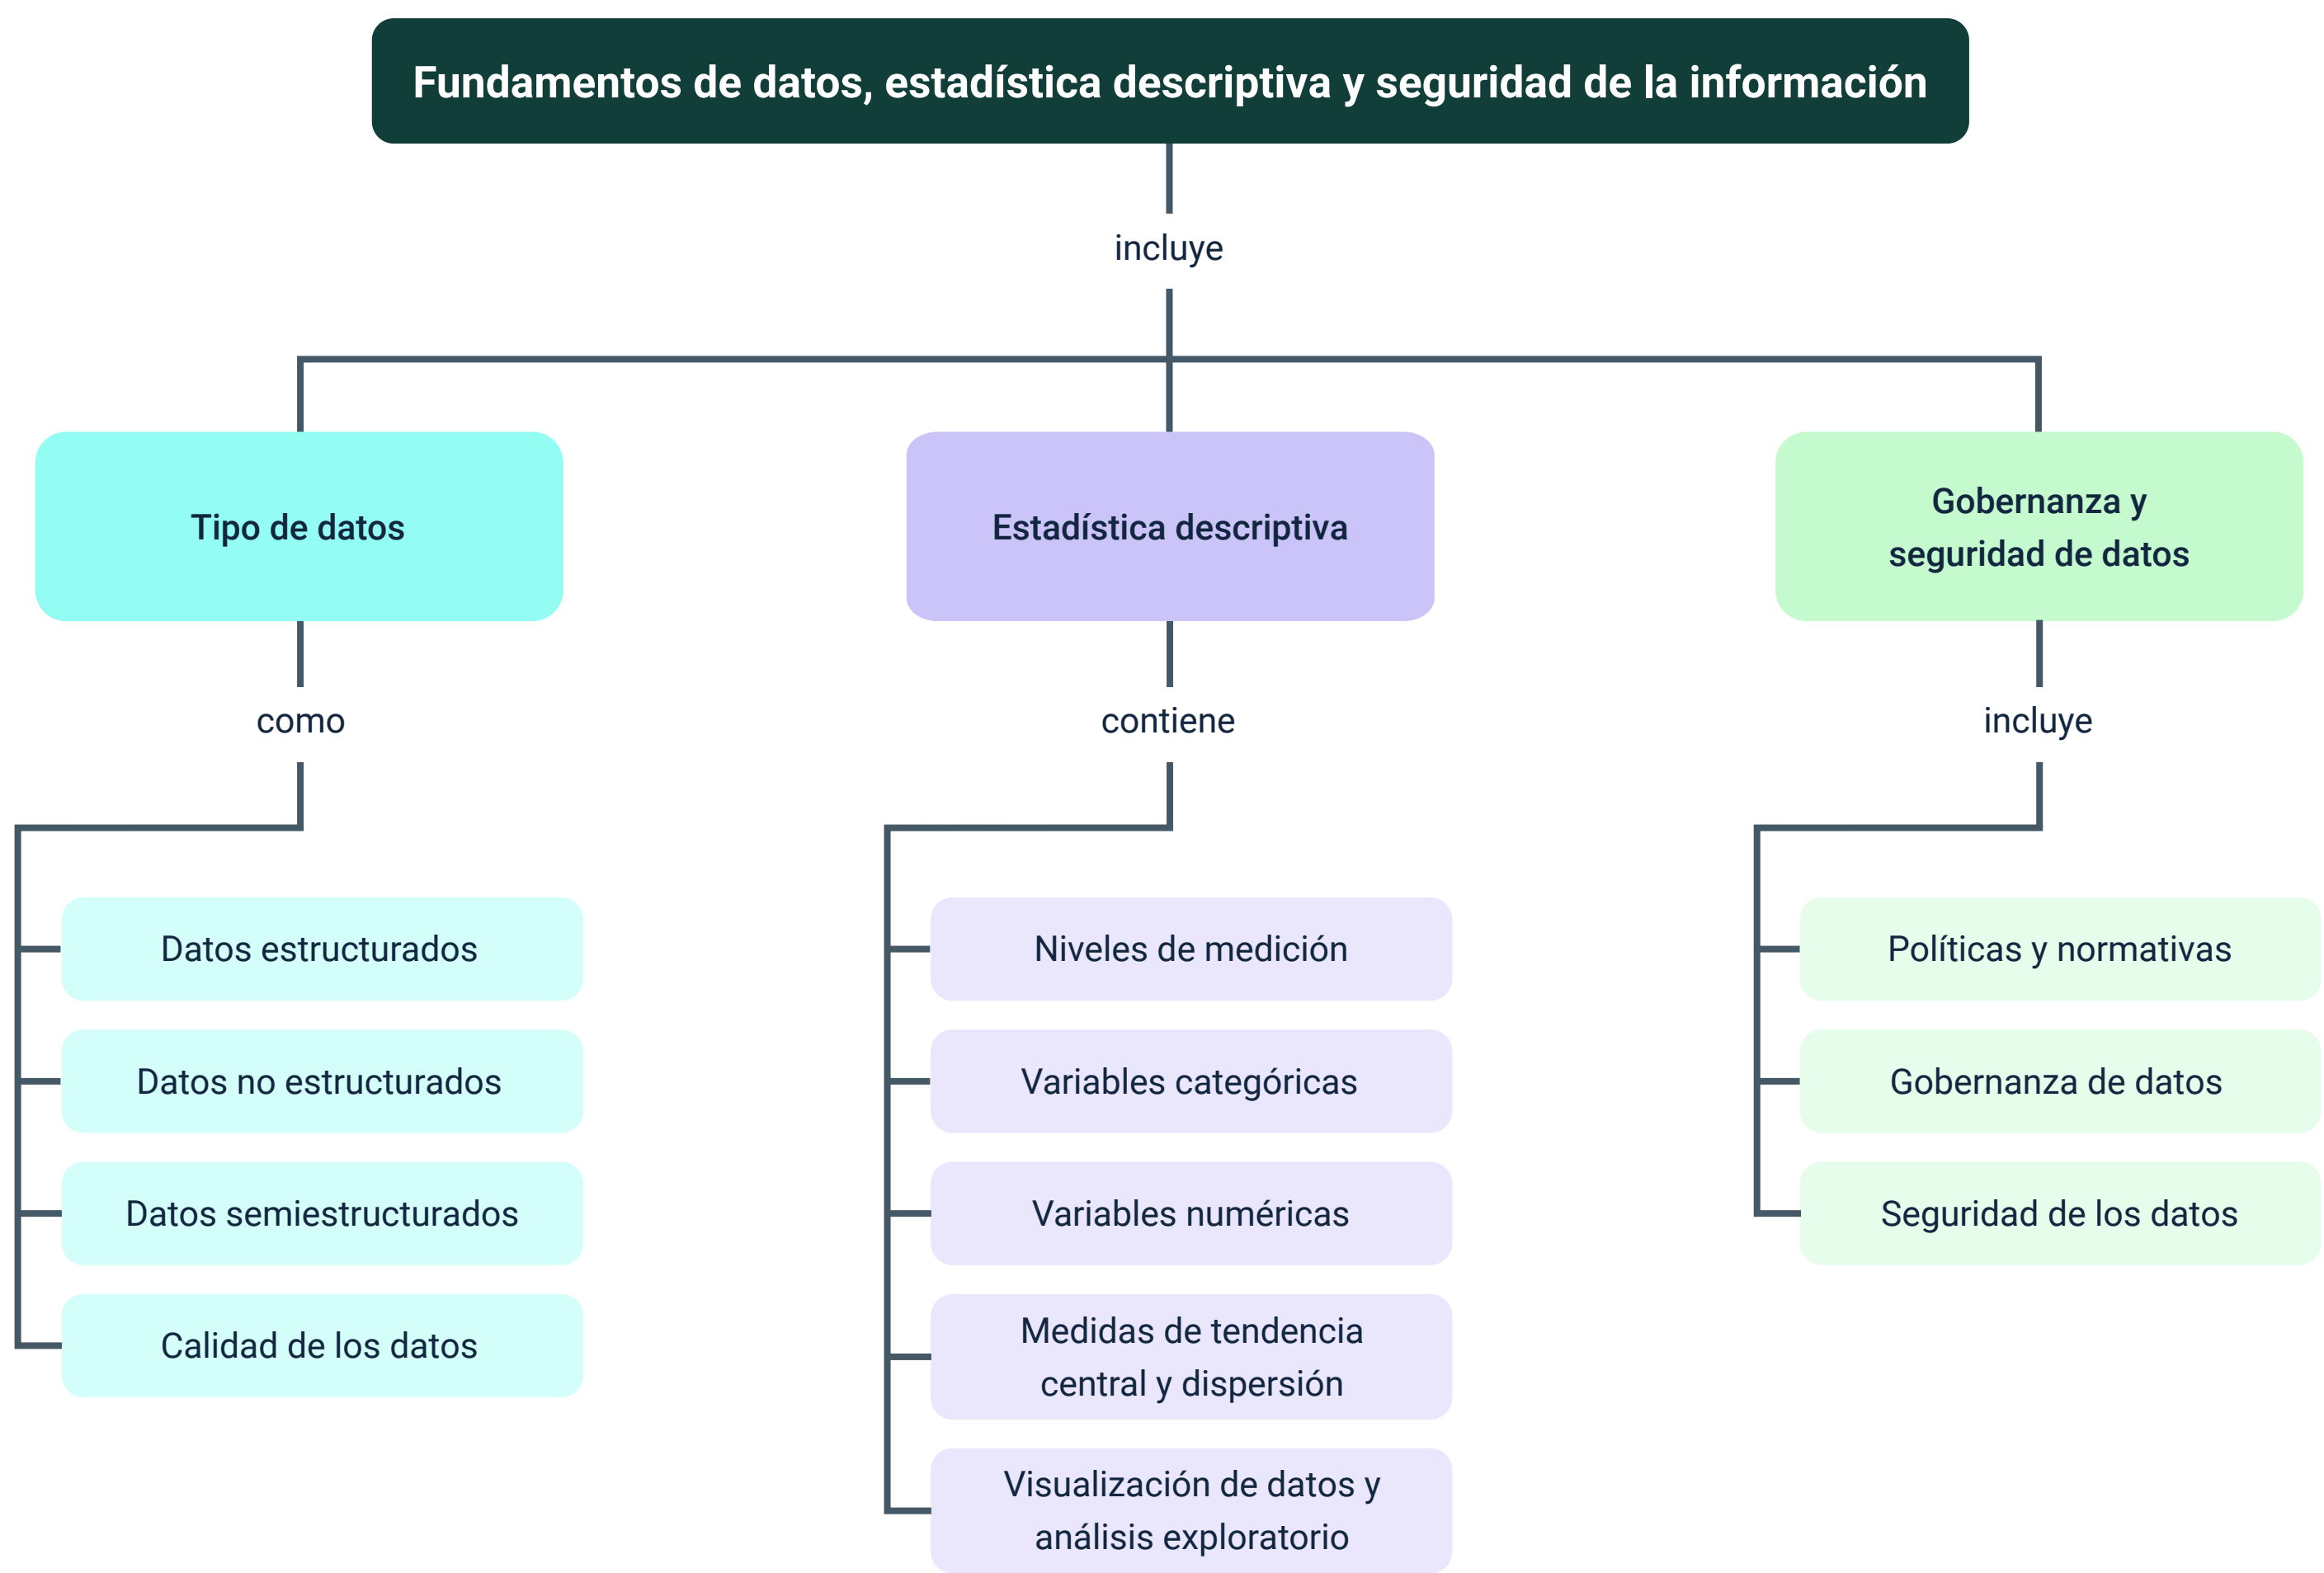 Fundamentos de datos, estadística descriptiva y seguridad de la información
incluye
Tipo de datos
Estadística descriptiva
Gobernanza y
seguridad de datos
como
contiene
incluye
Datos estructurados
Datos no estructurados
Datos semiestructurados
Calidad de los datos
Niveles de medición
Variables categóricas
Variables numéricas
Medidas de tendencia
central y dispersión
Visualización de datos y
análisis exploratorio
Políticas y normativas
Gobernanza de datos
Seguridad de los datos